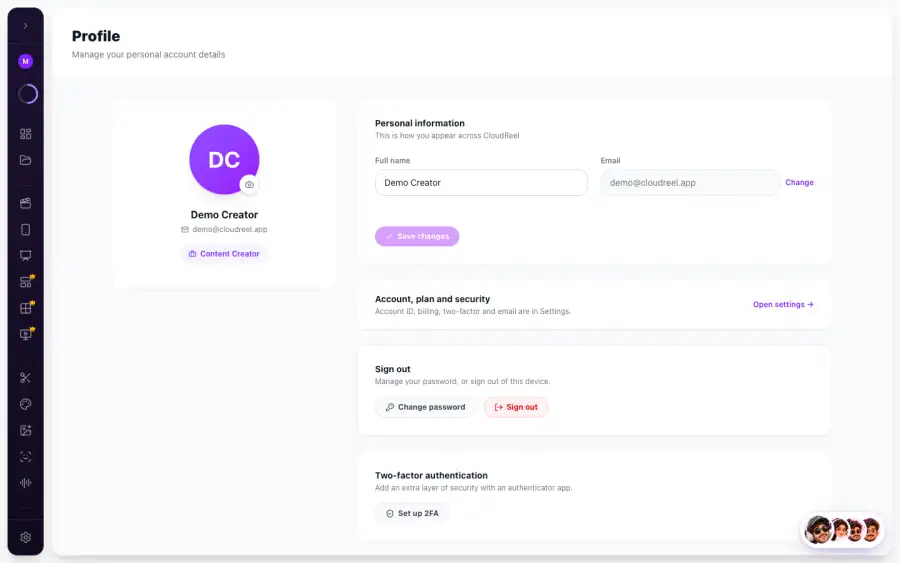 M
Profile
Manage your personal account details
DC
Demo Creator
demo@cloudreel.app
Content Creator
Personal information
This is how you appear across CloudReel
Full name
Email
Demo Creator
demo@cloudreel.app
Change
Save changes
Account, plan and security
Account ID, billing, two-factor and email are in Settings.
Open settings →
Sign out
Manage your password, or sign out of this device.
Change password
Sign out
Two-factor authentication
Add an extra layer of security with an authenticator app.
Set up 2FA